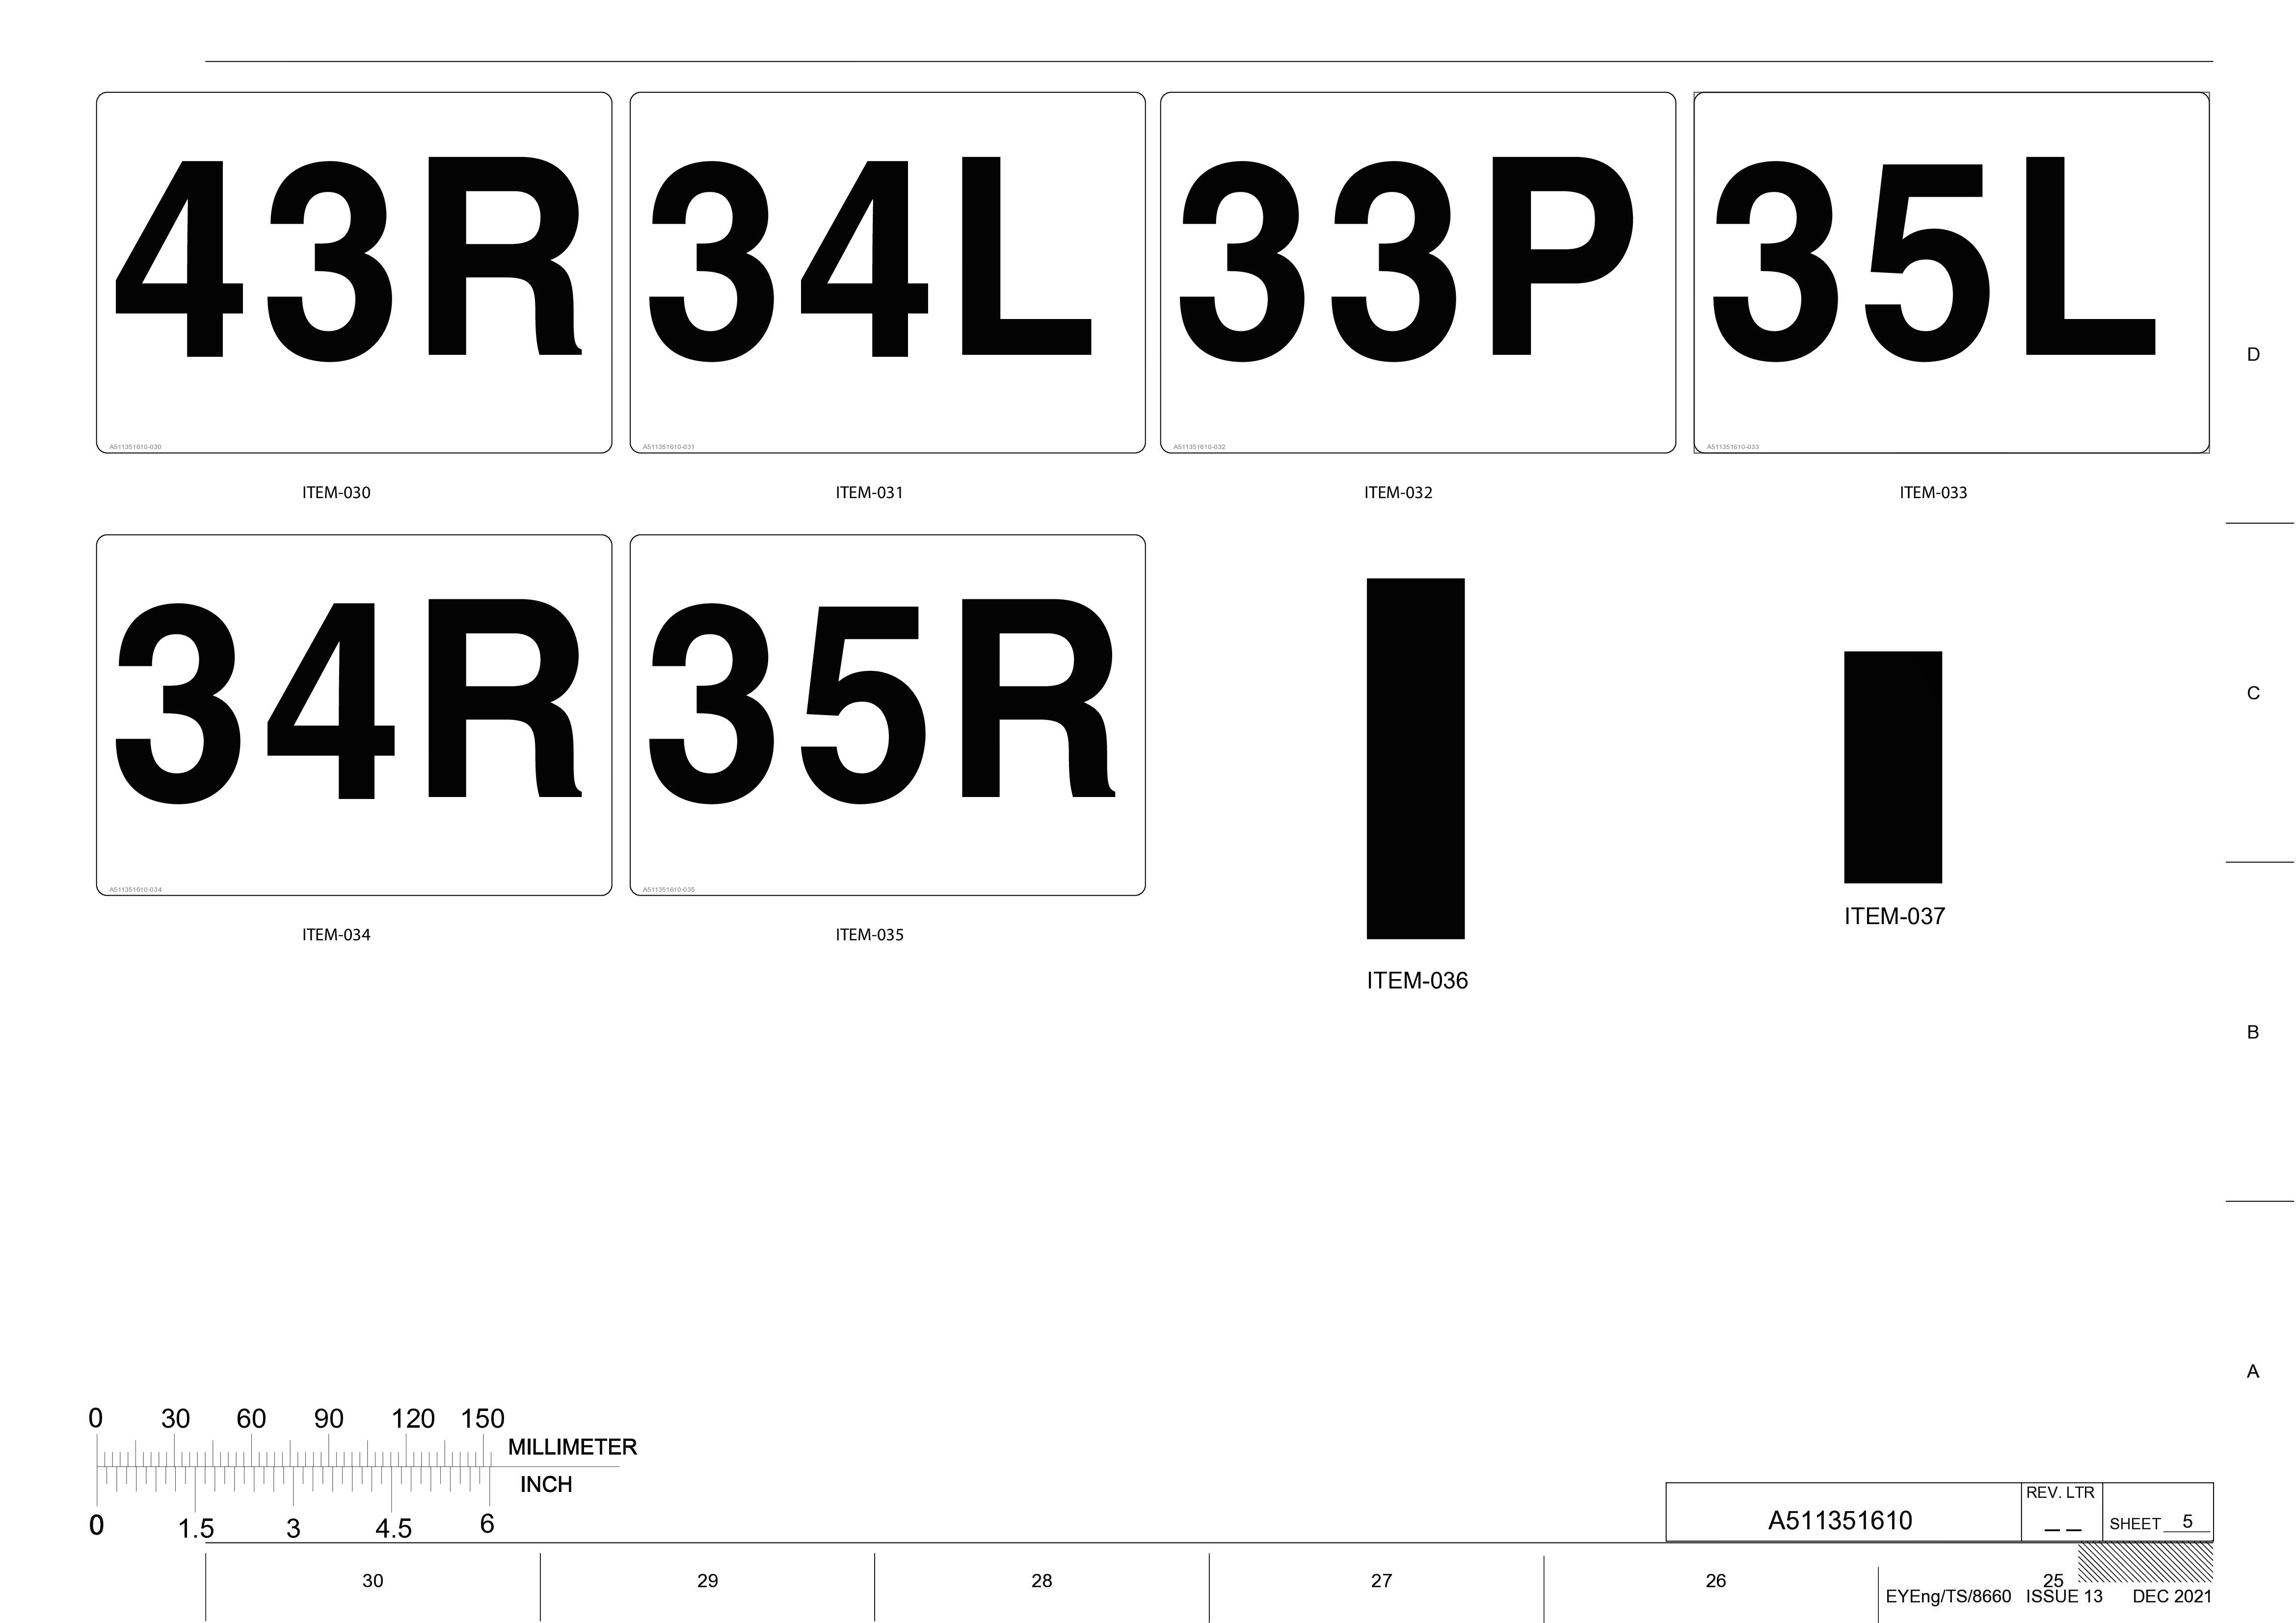 43R
A511351610-030
ITEM-030
34L
A511351610-031
ITEM-031
33P
A511351610-032
ITEM-032
35L
A511351610-033
ITEM-033
D
34R
A511351610-034
ITEM-034
35R
A511351610-035
ITEM-035
ITEM-036
ITEM-037
C
B
A
0 30 60 90 120 150
MILLIMETER
INCH
0 1.5 3 4.5 6
A511351610
REV. LTR
_ _
SHEET 5
30 29 28 27 26 25
EYEng/TS/8660 ISSUE 13 DEC 2021